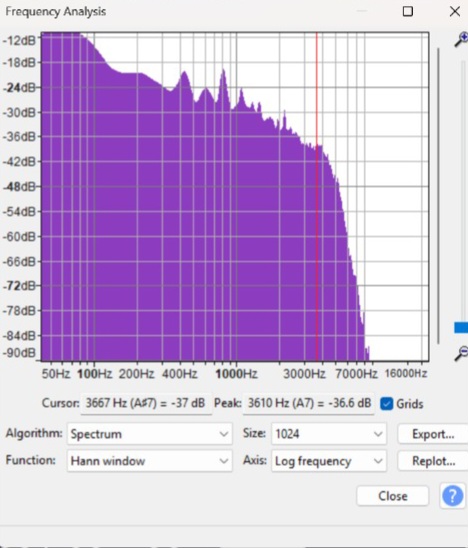 Frequency Analysis
-12dB
-18dB
-24dB
-30dB
-36dB
-42dB
-48dB
-54dB
-60dB
-66dB
-72dB
-78dB
-84dB
-90dB
50Hz 100Hz 200Hz 400Hz 1000Hz 3000Hz 7000Hz 16000Hz
Cursor: 3667 Hz (A#7) = -37 dB Peak: 3610 Hz (A7) = -36.6 dB Grids
Algorithm: Spectrum Size: 1024 Export...
Function: Hann window Axis: Log frequency Replot...
Close ?